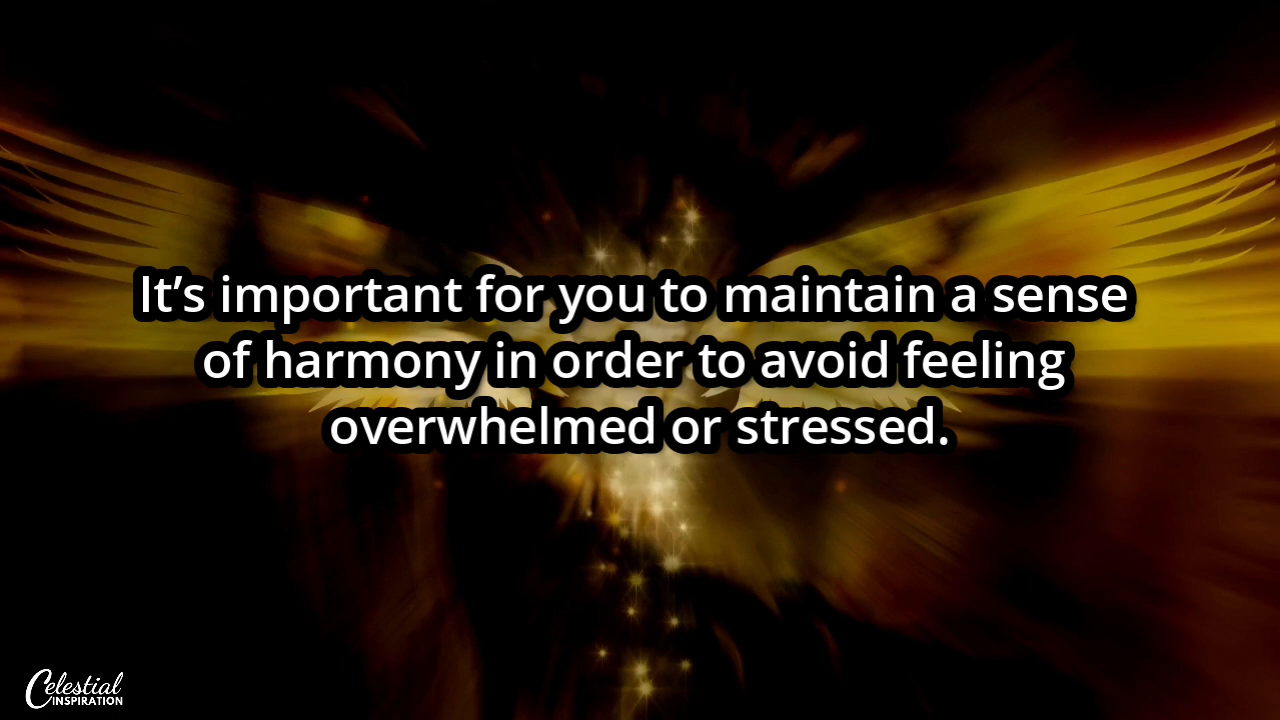 It’s important for you to maintain a sense
of harmony in order to avoid feeling
overwhelmed or stressed.
Celestial
INSPIRATION